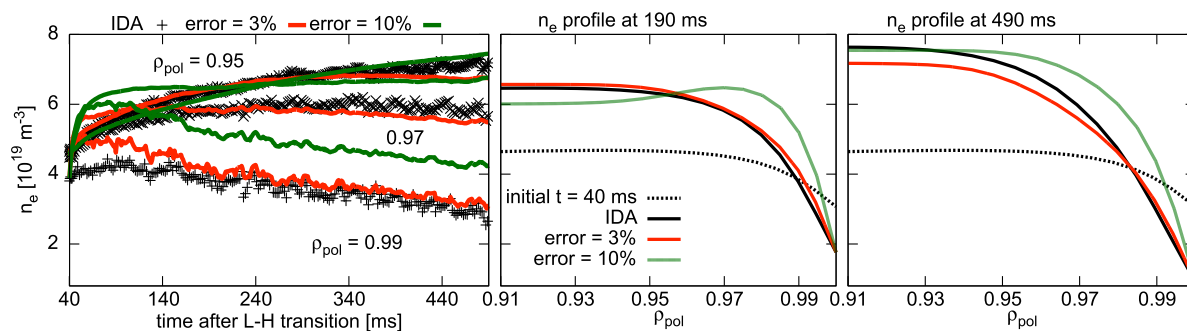 IDA + error = 3% error = 10%
n_e profile at 190 ms
n_e profile at 490 ms
8
6
4
2
n_e [10^19 m^-3]
ρ_pol = 0.95
0.97
ρ_pol = 0.99
initial t = 40 ms
IDA
error = 3%
error = 10%
40 140 240 340 440 0.91 0.93 0.95 0.97 0.99 0.91 0.93 0.95 0.97 0.99
time after L-H transition [ms]
ρ_pol
ρ_pol